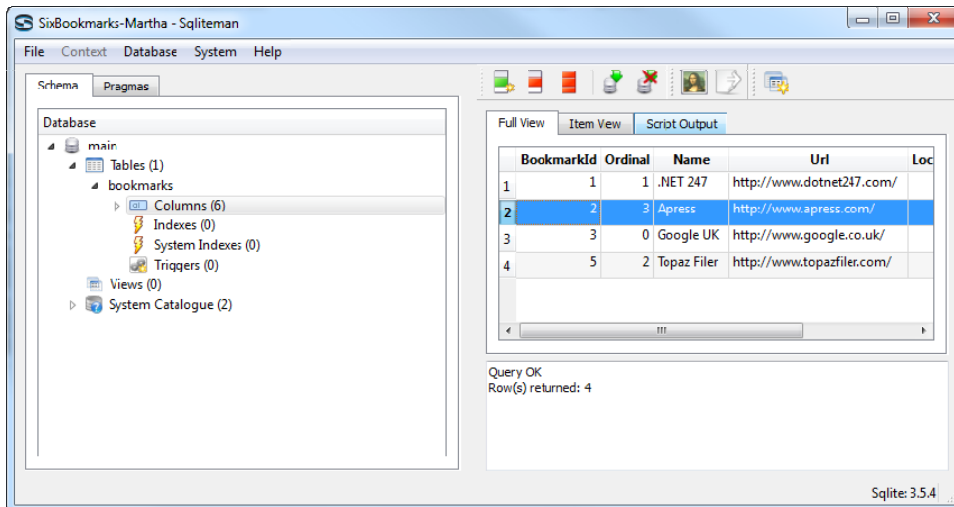 SixBookmarks-Martha - Sqliteman
File Context Database System Help
Schema Pragmas
Database
main
Tables (1)
bookmarks
Columns (6)
Indexes (0)
System Indexes (0)
Triggers (0)
Views (0)
System Catalogue (2)
Full View Item View Script Output
BookmarkId Ordinal Name Url Loc
1 1 1 .NET 247 http://www.dotnet247.com/
2 2 3 Apress http://www.apress.com/
3 3 0 Google UK http://www.google.co.uk/
4 5 2 Topaz Filer http://www.topazfiler.com/
Query OK
Row(s) returned: 4
Sqlite: 3.5.4